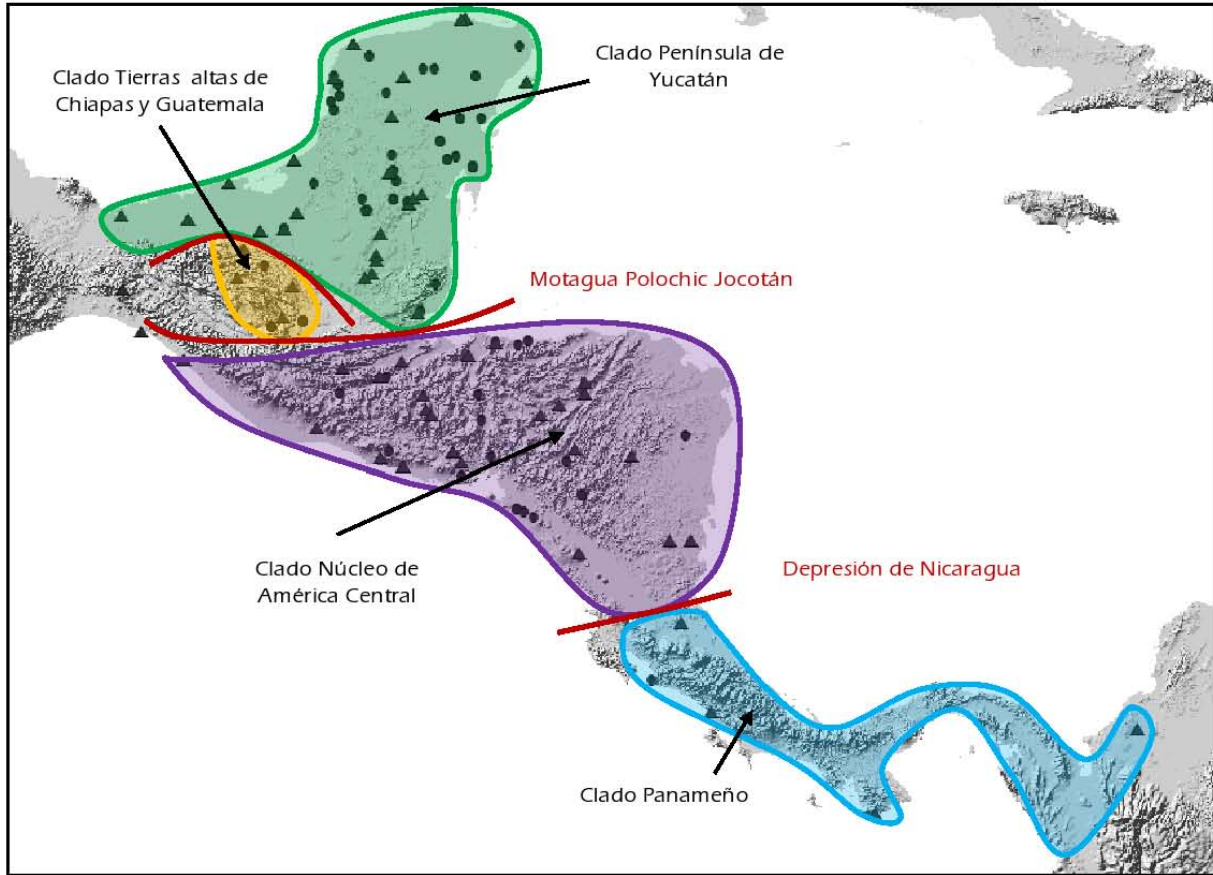 Clado Península de
Yucatán
Clado Tierras altas de
Chiapas y Guatemala
Motagua Polochic Jocotán
Clado Núcleo de
América Central
Depresión de Nicaragua
Clado Panameño